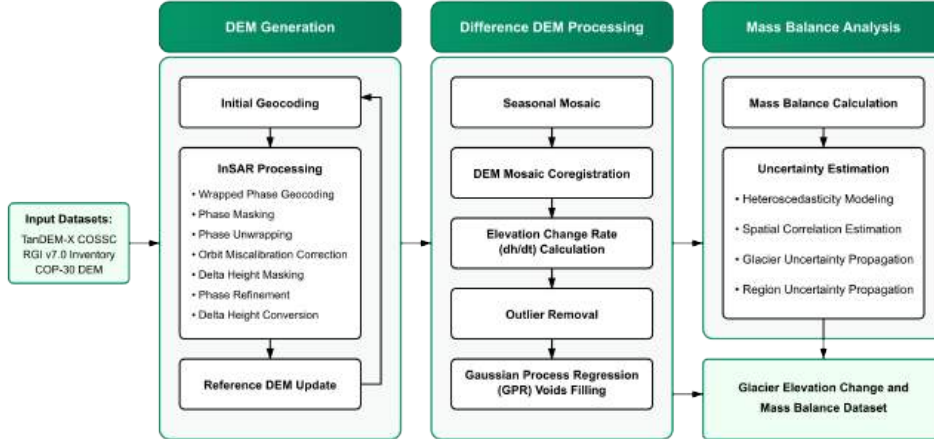 DEM Generation
Difference DEM Processing
Mass Balance Analysis
Input Datasets:
TanDEM-X COSSC
RGI v7.0 Inventory
COP-30 DEM
Initial Geocoding
InSAR Processing
• Wrapped Phase Geocoding
• Phase Masking
• Phase Unwrapping
• Orbit Miscalibration Correction
• Delta Height Masking
• Phase Refinement
• Delta Height Conversion
Reference DEM Update
Seasonal Mosaic
DEM Mosaic Coregistration
Elevation Change Rate
(dh/dt) Calculation
Outlier Removal
Gaussian Process Regression
(GPR) Voids Filling
Mass Balance Calculation
Uncertainty Estimation
• Heteroscedasticity Modeling
• Spatial Correlation Estimation
• Glacier Uncertainty Propagation
• Region Uncertainty Propagation
Glacier Elevation Change and
Mass Balance Dataset